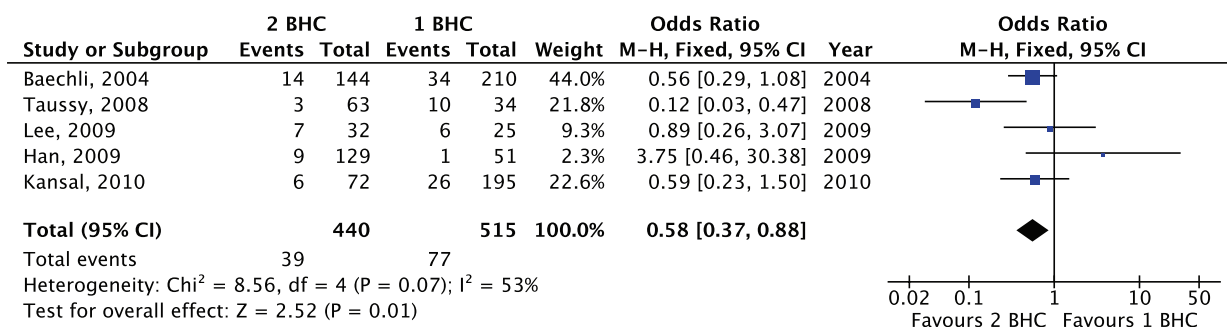 2 BHC 1 BHC Odds Ratio Odds Ratio
Study or Subgroup Events Total Events Total Weight M-H, Fixed, 95% CI Year M-H, Fixed, 95% CI
Baechli, 2004 14 144 34 210 44.0% 0.56 [0.29, 1.08] 2004
Taussy, 2008 3 63 10 34 21.8% 0.12 [0.03, 0.47] 2008
Lee, 2009 7 32 6 25 9.3% 0.89 [0.26, 3.07] 2009
Han, 2009 9 129 1 51 2.3% 3.75 [0.46, 30.38] 2009
Kansal, 2010 6 72 26 195 22.6% 0.59 [0.23, 1.50] 2010
Total (95% CI) 440 515 100.0% 0.58 [0.37, 0.88]
Total events 39 77
Heterogeneity: Chi² = 8.56, df = 4 (P = 0.07); I² = 53%
Test for overall effect: Z = 2.52 (P = 0.01)
0.02 0.1 1 10 50
Favours 2 BHC Favours 1 BHC